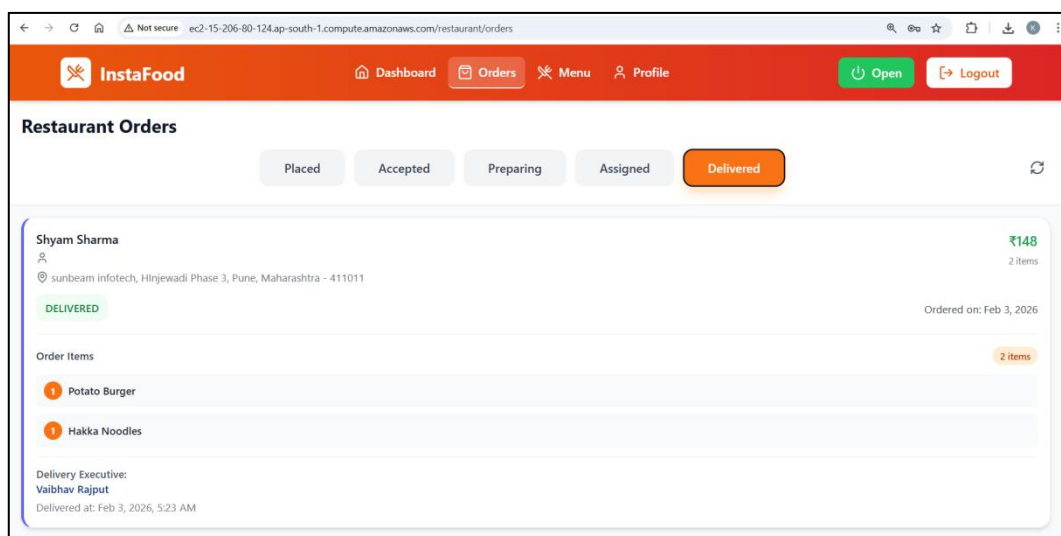 Not secure ec2-15-206-80-124.ap-south-1.compute.amazonaws.com/restaurant/orders K
InstaFood Dashboard Orders Menu Profile Open Logout
Restaurant Orders
Placed Accepted Preparing Assigned Delivered
Shyam Sharma ₹148
2 items
sunbeam infotech, HInjewadi Phase 3, Pune, Maharashtra - 411011
DELIVERED Ordered on: Feb 3, 2026
Order Items 2 items
1 Potato Burger
1 Hakka Noodles
Delivery Executive:
Vaibhav Rajput
Delivered at: Feb 3, 2026, 5:23 AM